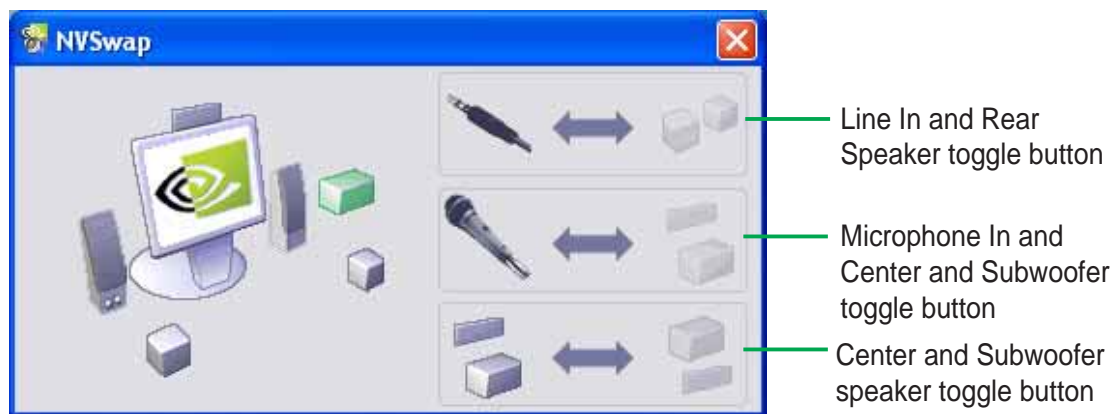 NVSwap
Line In and Rear
Speaker toggle button
Microphone In and
Center and Subwoofer
toggle button
Center and Subwoofer
speaker toggle button